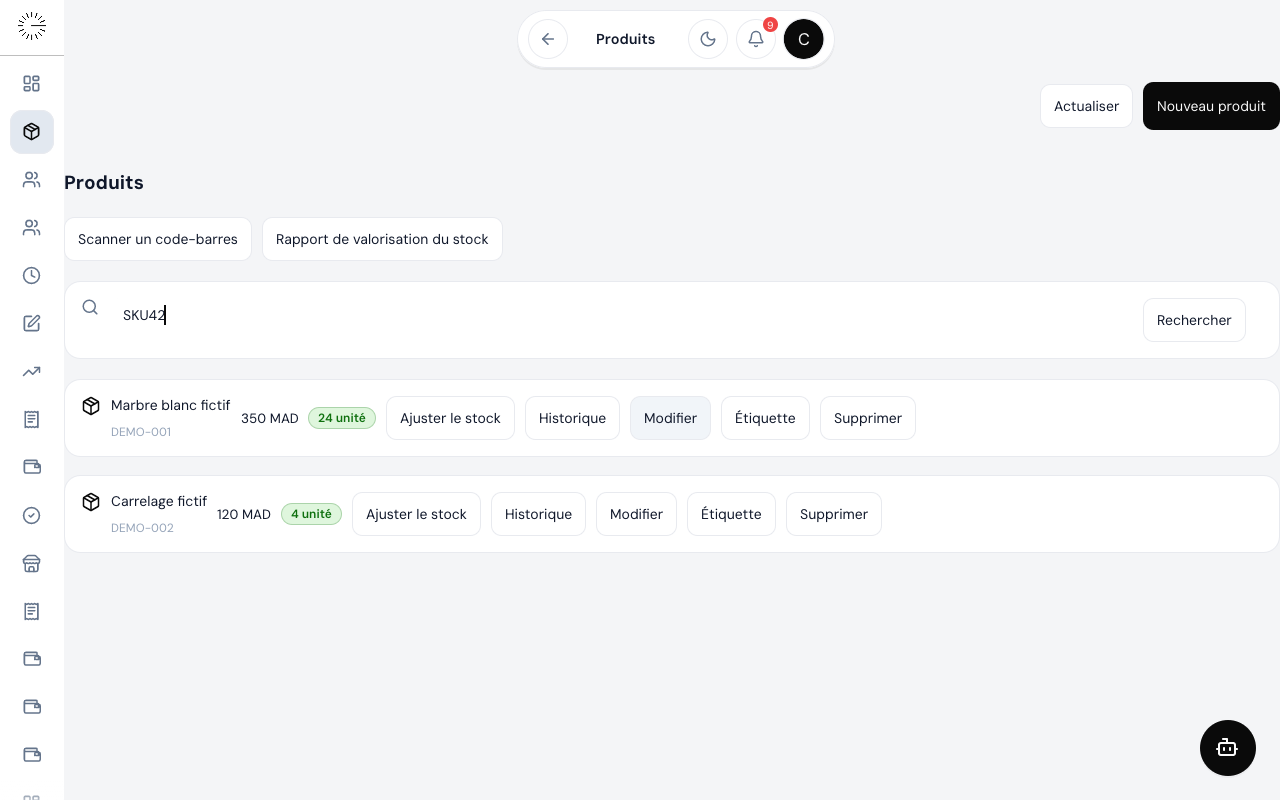 Produits
9
C
Actualiser
Nouveau produit
Produits
Scanner un code-barres
Rapport de valorisation du stock
SKU42
Rechercher
Marbre blanc fictif
DEMO-001
350 MAD
24 unité
Ajuster le stock
Historique
Modifier
Étiquette
Supprimer
Carrelage fictif
DEMO-002
120 MAD
4 unité
Ajuster le stock
Historique
Modifier
Étiquette
Supprimer